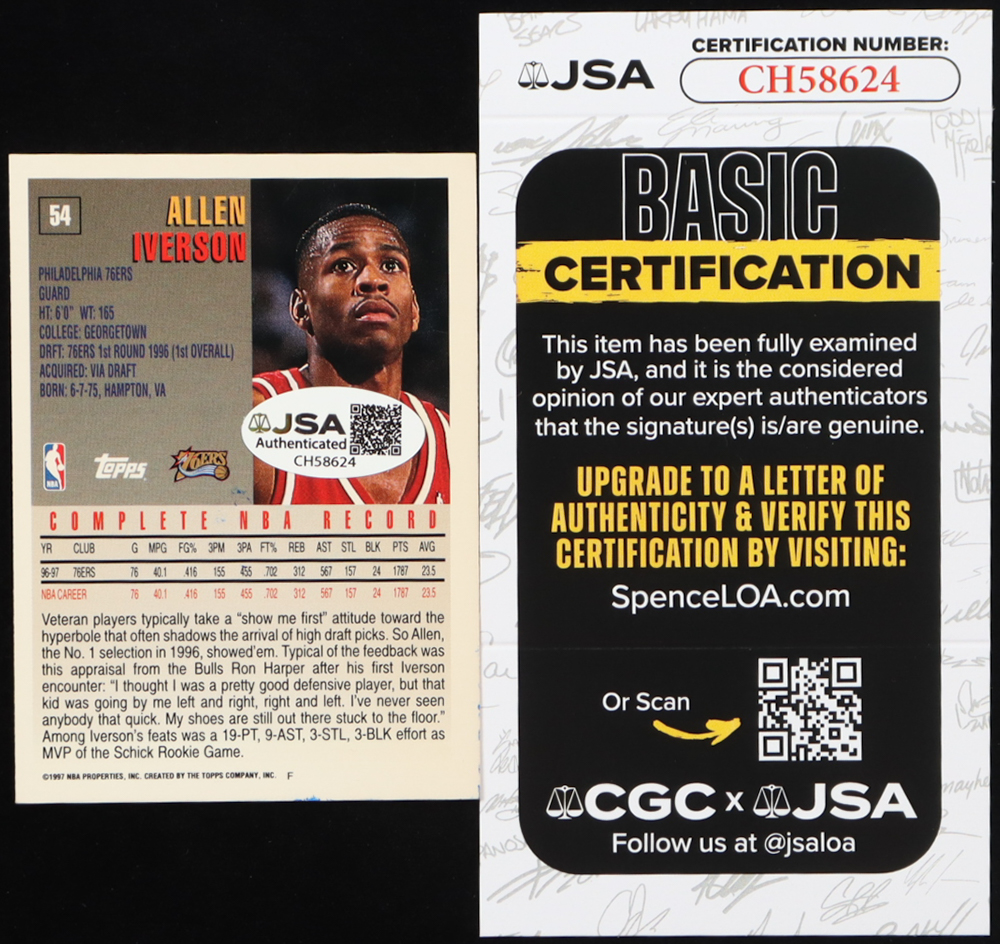 54
ALLEN
IVERSON
PHILADELPHIA 76ERS
GUARD
HT: 6'0" WT: 165
COLLEGE: GEORGETOWN
DRFT: 76ERS 1st ROUND 1996 (1st OVERALL)
ACQUIRED: VIA DRAFT
BORN: 6-7-75, HAMPTON, VA
NBA
Topps
76ERS
JSA
Authenticated
CH58624
COMPLETE NBA RECORD
YR CLUB G MPG FG% 3PM 3PA FT% REB AST STL BLK PTS AVG
96-97 76ERS 76 40.1 .416 155 455 .702 312 567 157 24 1787 23.5
NBA CAREER 76 40.1 .416 155 455 .702 312 567 157 24 1787 23.5
Veteran players typically take a "show me first" attitude toward the
hyperbole that often shadows the arrival of high draft picks. So Allen,
the No. 1 selection in 1996, showed'em. Typical of the feedback was
this appraisal from the Bulls Ron Harper after his first Iverson
encounter: "I thought I was a pretty good defensive player, but that
kid was going by me left and right, right and left. I've never seen
anybody that quick. My shoes are still out there stuck to the floor."
Among Iverson's feats was a 19-PT, 9-AST, 3-STL, 3-BLK effort as
MVP of the Schick Rookie Game.
©1997 NBA PROPERTIES, INC. CREATED BY THE TOPPS COMPANY, INC. F
JSA
CERTIFICATION NUMBER:
CH58624
BASIC
CERTIFICATION
This item has been fully examined
by JSA, and it is the considered
opinion of our expert authenticators
that the signature(s) is/are genuine.
UPGRADE TO A LETTER OF
AUTHENTICITY & VERIFY THIS
CERTIFICATION BY VISITING:
SpenceLOA.com
Or Scan
CGC x JSA
Follow us at @jsaloa